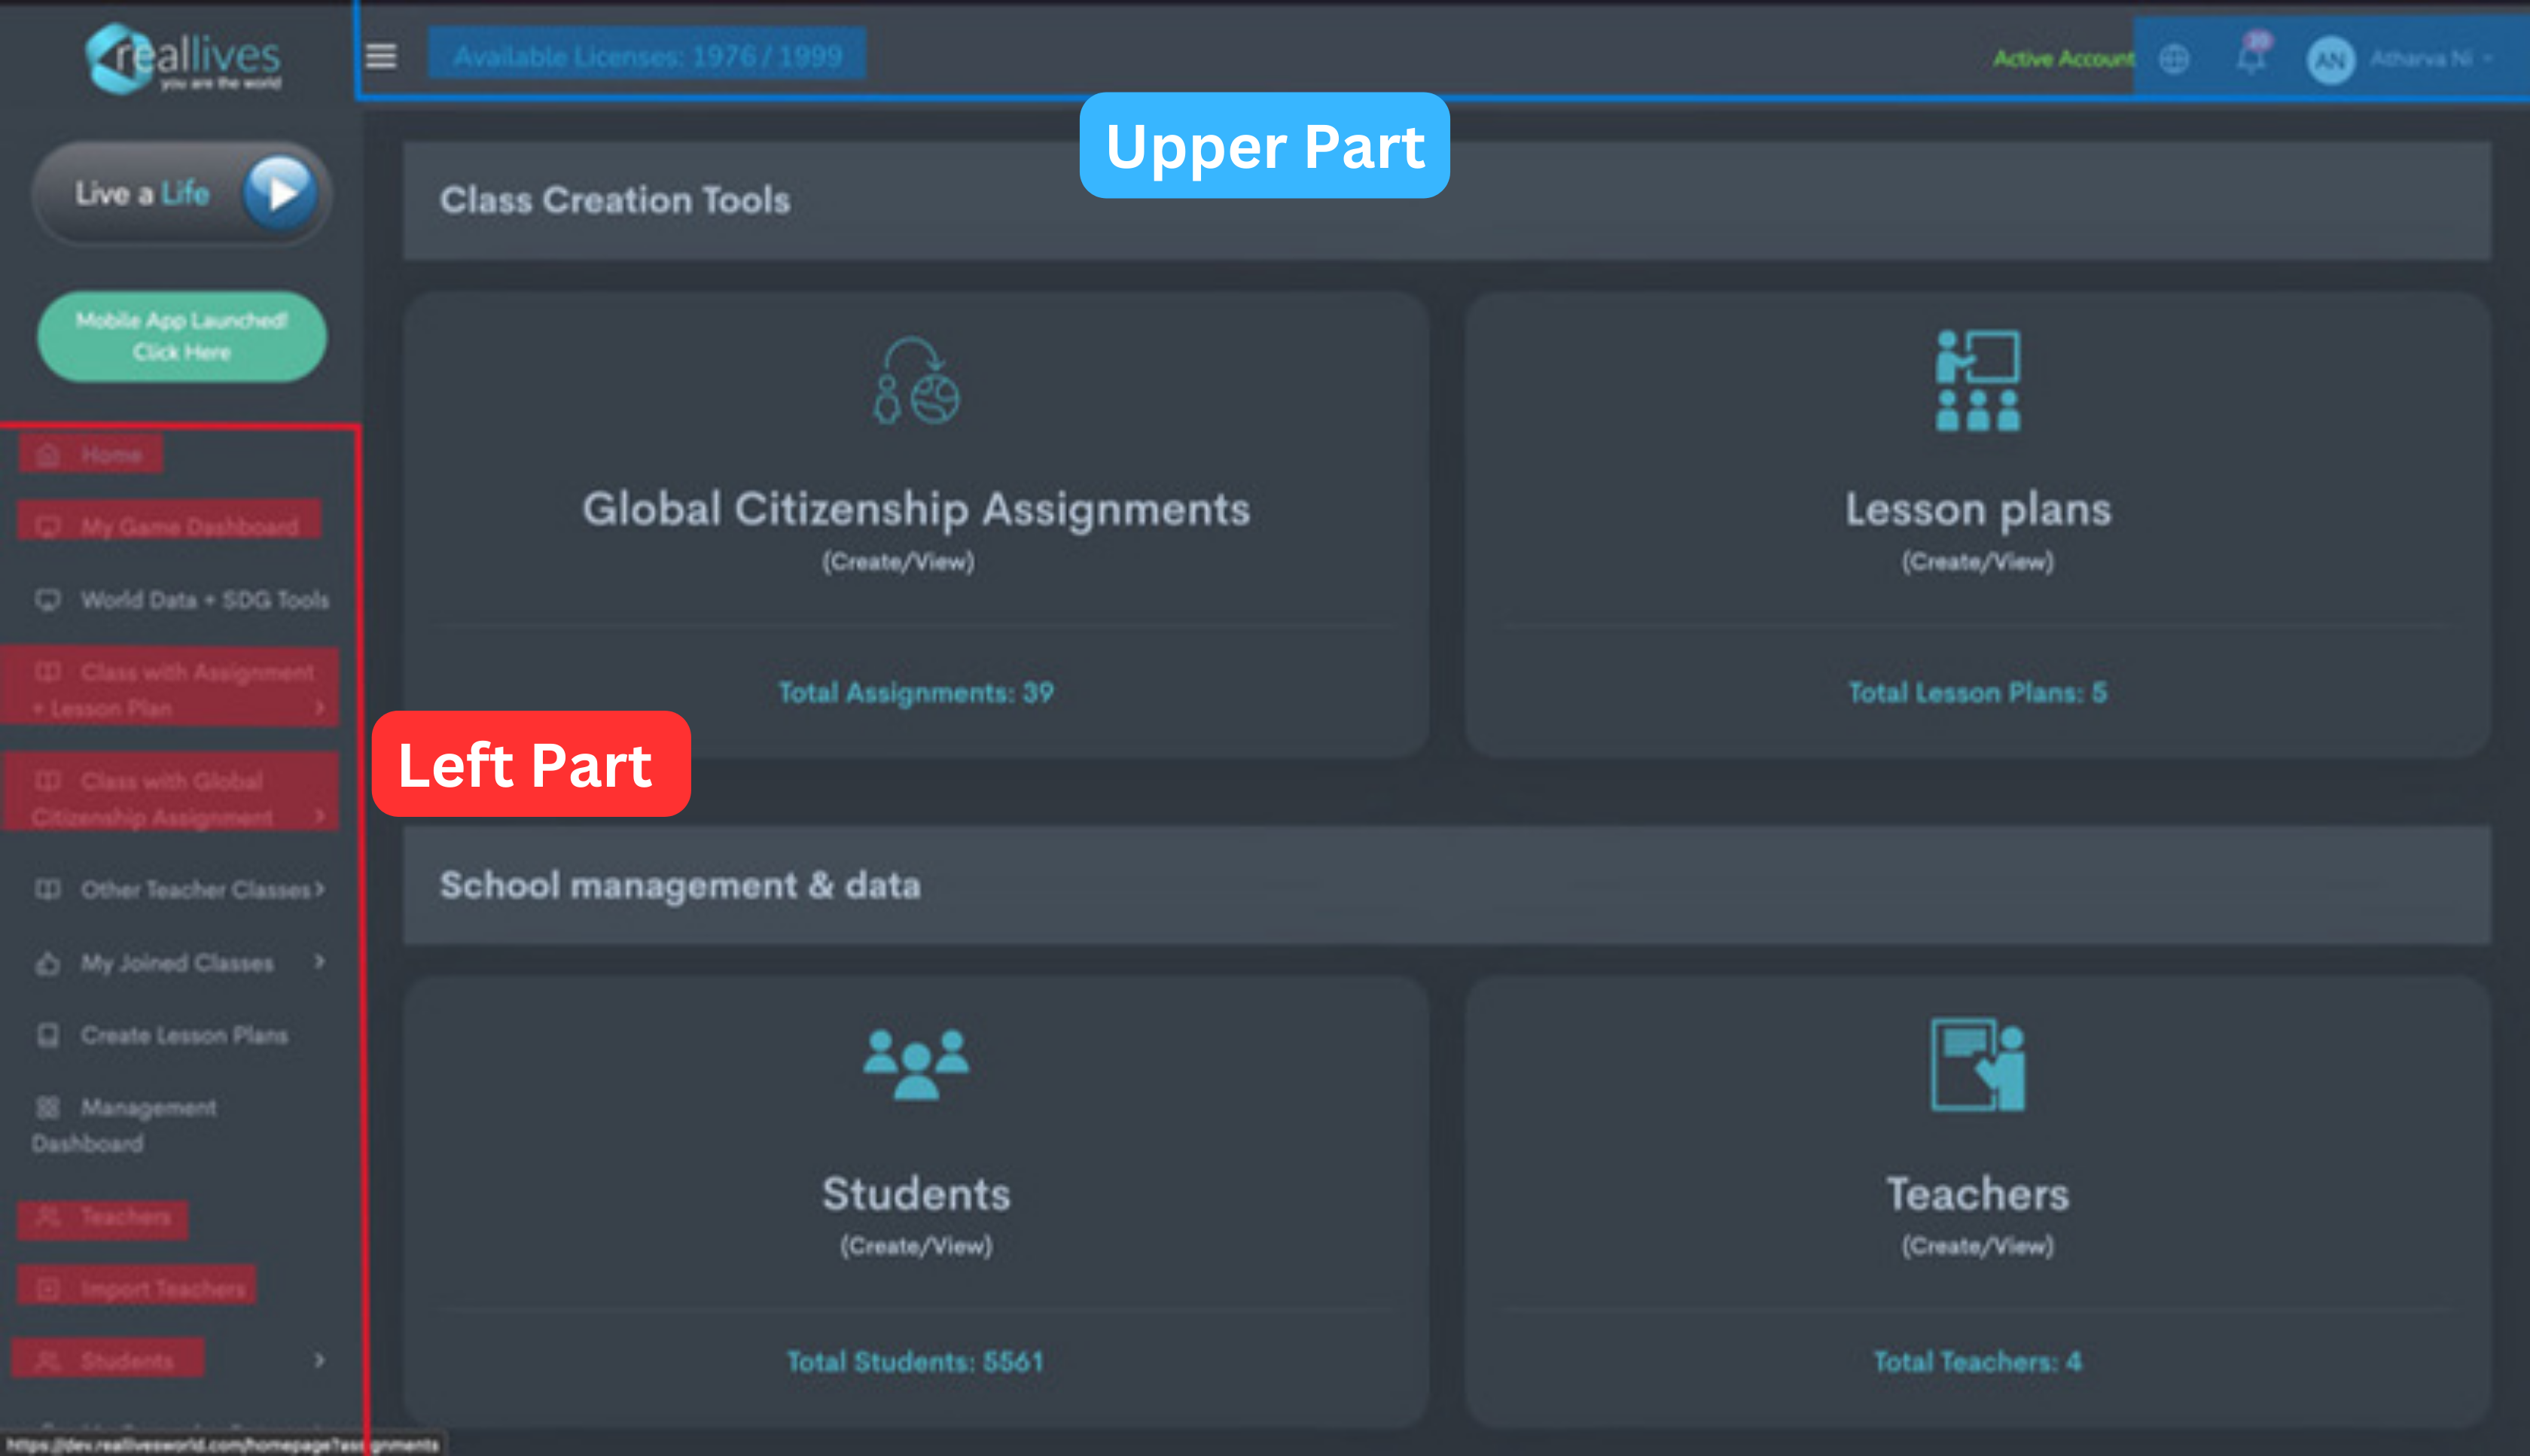 reallives
you are the world
Available Licenses: 1976 / 1999
Active Account
AN
Atharva Ni
Upper Part
Live a Life
Mobile App Launched!
Click Here
Home
My Game Dashboard
World Data + SDG Tools
Class with Assignment
+ Lesson Plan
Class with Global
Citizenship Assignment
Other Teacher Classes
My Joined Classes
Create Lesson Plans
Management
Dashboard
Teachers
Import Teachers
Students
Left Part
Class Creation Tools
Global Citizenship Assignments
(Create/View)
Total Assignments: 39
Lesson plans
(Create/View)
Total Lesson Plans: 5
School management & data
Students
(Create/View)
Total Students: 5561
Teachers
(Create/View)
Total Teachers: 4
https://dev.reallivesworld.com/homepage?assignments